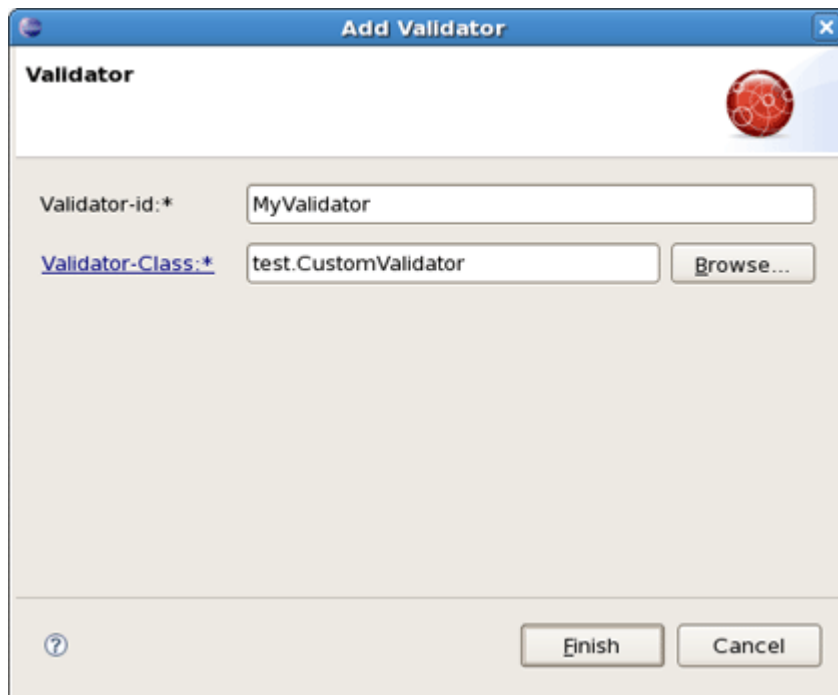 Add Validator
Validator
Validator-id:* MyValidator
Validator-Class:* test.CustomValidator Browse...
? Finish Cancel